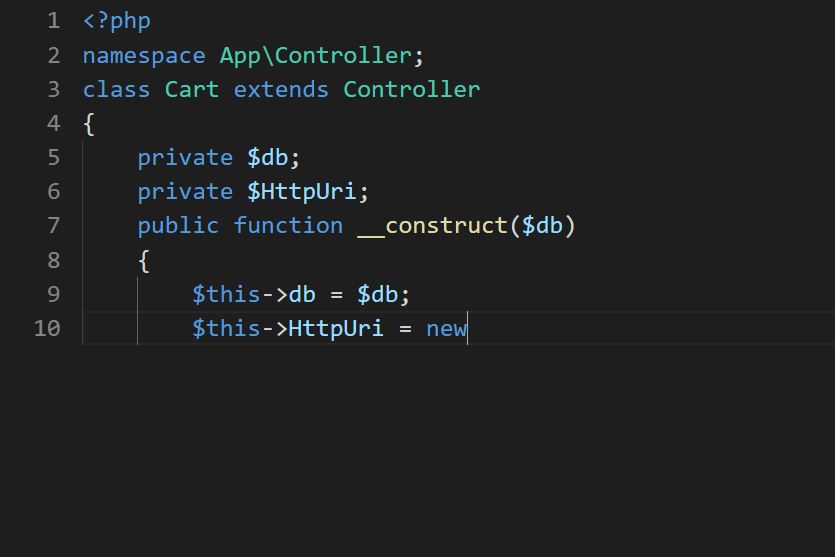 1 <?php
2 namespace App\Controller;
3 class Cart extends Controller
4 {
5     private $db;
6     private $HttpUri;
7     public function __construct($db)
8     {
9         $this->db = $db;
10         $this->HttpUri = new